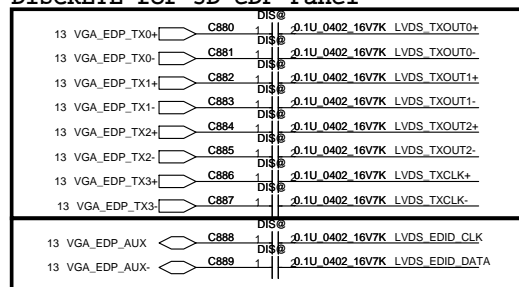 DISCRETE for 3D eDP Panel
DIS@
13 VGA_EDP_TX0+ C880 1 2 0.1U_0402_16V7K LVDS_TXOUT0+
DIS@
13 VGA_EDP_TX0- C881 1 2 0.1U_0402_16V7K LVDS_TXOUT0-
DIS@
13 VGA_EDP_TX1+ C882 1 2 0.1U_0402_16V7K LVDS_TXOUT1+
DIS@
13 VGA_EDP_TX1- C883 1 2 0.1U_0402_16V7K LVDS_TXOUT1-
DIS@
13 VGA_EDP_TX2+ C884 1 2 0.1U_0402_16V7K LVDS_TXOUT2+
DIS@
13 VGA_EDP_TX2- C885 1 2 0.1U_0402_16V7K LVDS_TXOUT2-
DIS@
13 VGA_EDP_TX3+ C886 1 2 0.1U_0402_16V7K LVDS_TXCLK+
DIS@
13 VGA_EDP_TX3- C887 1 2 0.1U_0402_16V7K LVDS_TXCLK-
DIS@
13 VGA_EDP_AUX C888 1 2 0.1U_0402_16V7K LVDS_EDID_CLK
DIS@
13 VGA_EDP_AUX- C889 1 2 0.1U_0402_16V7K LVDS_EDID_DATA